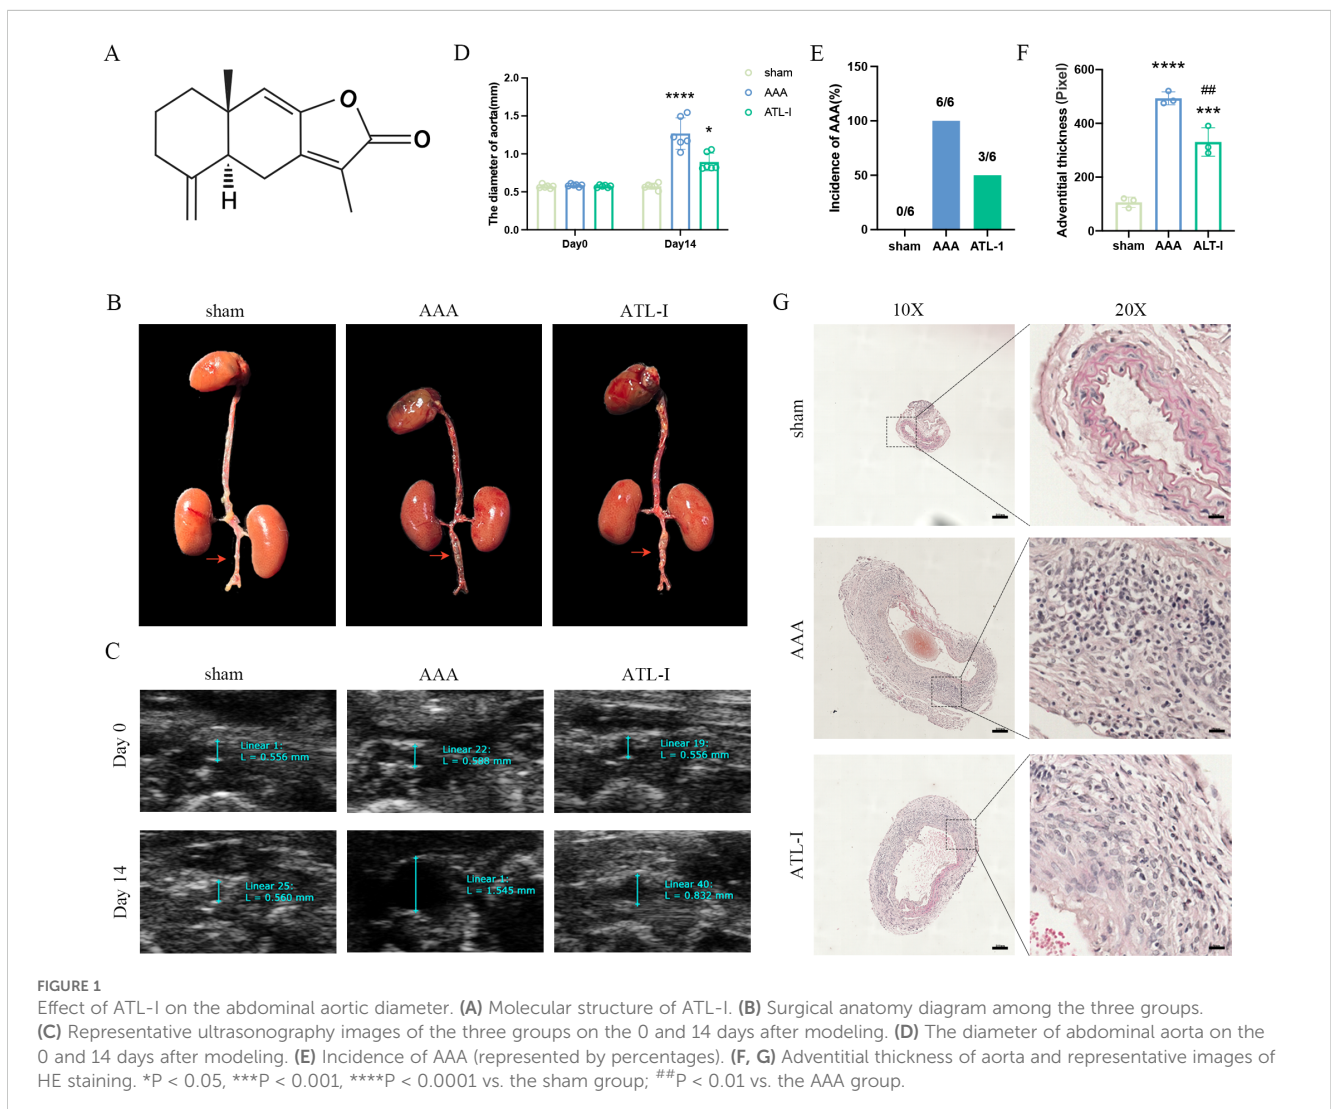 A
O
O
H
D
The diameter of aorta(mm)
2.0
1.5
1.0
0.5
0.0
****
*
Day0
Day14
sham
AAA
ATL-I
E
Incidence of AAA(%)
150
100
50
0
0/6
6/6
3/6
sham
AAA
ATL-1
F
Adventitial thickness (Pixel)
600
400
200
0
****
##
***
sham
AAA
ALT-I
B
sham
AAA
ATL-I
C
sham
AAA
ATL-I
Day 0
Linear 1:
L = 0.556 mm
Linear 22:
L = 0.588 mm
Linear 19:
L = 0.556 mm
Day 14
Linear 25:
L = 0.560 mm
Linear 1:
L = 1.545 mm
Linear 40:
L = 0.832 mm
G
10X
20X
sham
AAA
ATL-I
FIGURE 1
Effect of ATL-I on the abdominal aortic diameter. (A) Molecular structure of ATL-I. (B) Surgical anatomy diagram among the three groups.
(C) Representative ultrasonography images of the three groups on the 0 and 14 days after modeling. (D) The diameter of abdominal aorta on the
0 and 14 days after modeling. (E) Incidence of AAA (represented by percentages). (F, G) Adventitial thickness of aorta and representative images of
HE staining. *P < 0.05, ***P < 0.001, ****P < 0.0001 vs. the sham group; ##P < 0.01 vs. the AAA group.